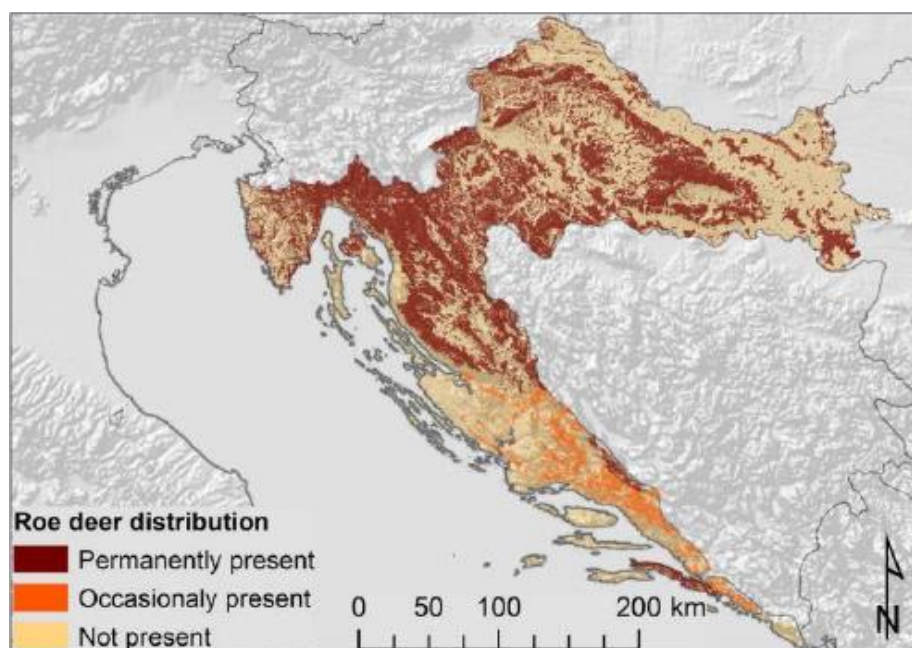 Roe deer distribution
Permanently present
Occasionaly present
Not present
0 50 100 200 km
N